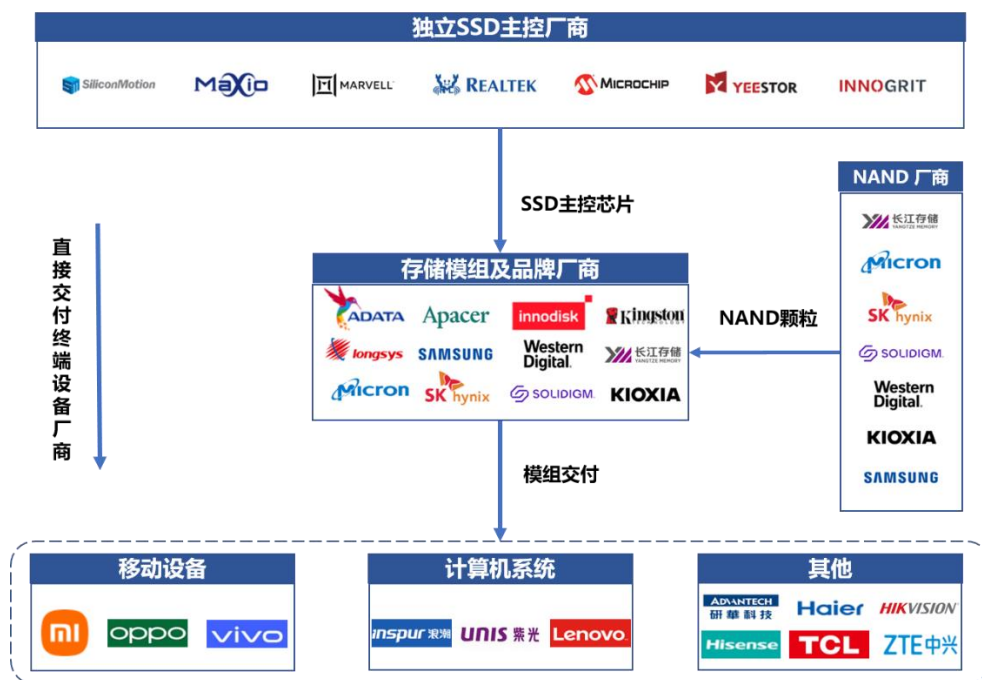 独立SSD主控厂商
SiliconMotion
MAXIO
MARVELL
REALTEK
MICROCHIP
YEESTOR
INNOGRIT
SSD主控芯片
NAND 厂商
长江存储
YANGTZE MEMORY
Micron
SK hynix
SOLIDIGM
Western
Digital.
KIOXIA
SAMSUNG
直接交付终端设备厂商
存储模组及品牌厂商
ADATA
Apacer
innodisk
Kingston
TECHNOLOGY
longsys
SAMSUNG
Western
Digital.
长江存储
YANGTZE MEMORY
Micron
SK hynix
SOLIDIGM
KIOXIA
NAND颗粒
模组交付
移动设备
mi
oppo
vivo
计算机系统
inspur 浪潮
UNIS 紫光
Lenovo
其他
ADVANTECH
研華科技
Haier
HIKVISION
Hisense
TCL
ZTE中兴